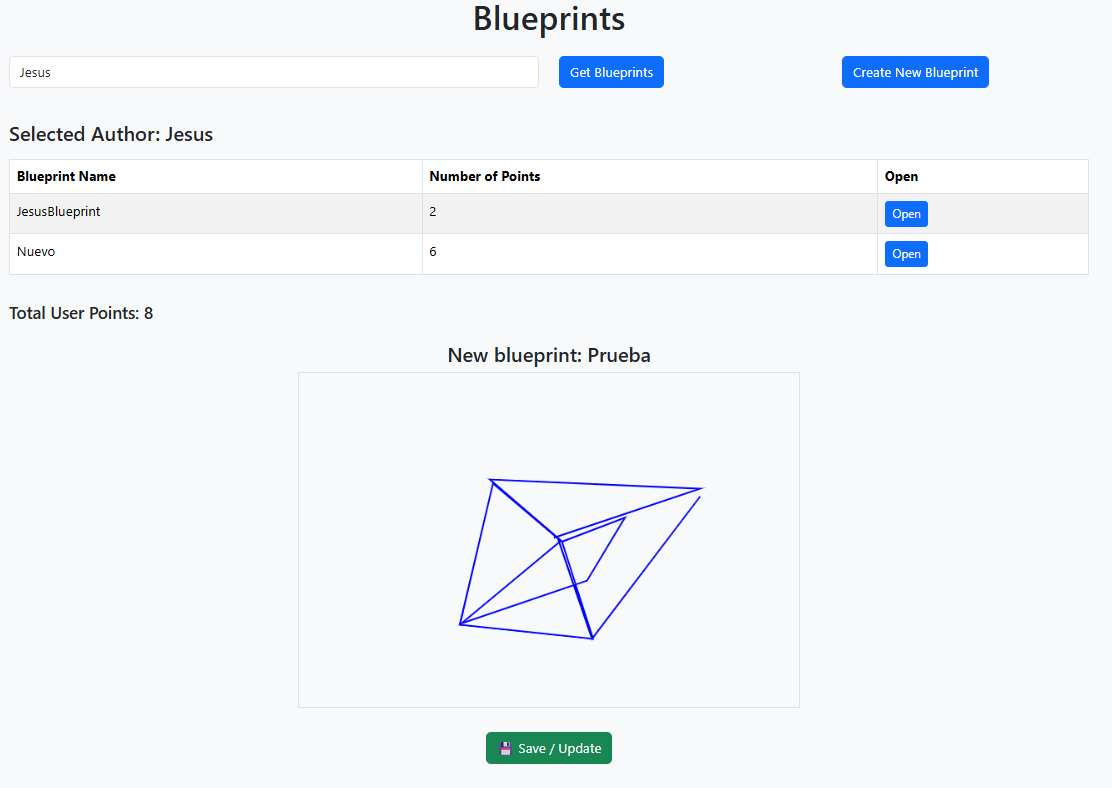 Blueprints
Jesus
Get Blueprints
Create New Blueprint
Selected Author: Jesus
Blueprint Name Number of Points Open
JesusBlueprint 2 Open
Nuevo 6 Open
Total User Points: 8
New blueprint: Prueba
💾 Save / Update